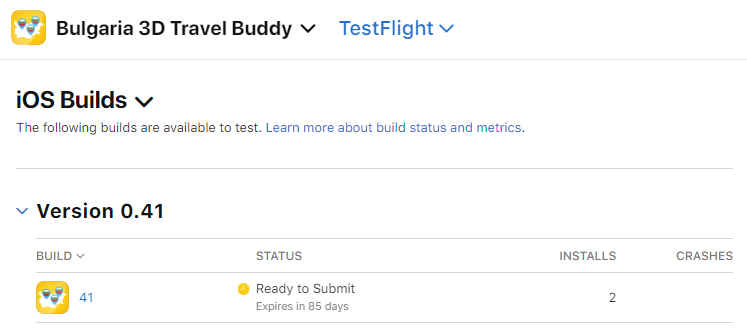 Bulgaria 3D Travel Buddy TestFlight
iOS Builds
The following builds are available to test. Learn more about build status and metrics.
Version 0.41
BUILD STATUS INSTALLS CRASHES
41 Ready to Submit 2
Expires in 85 days